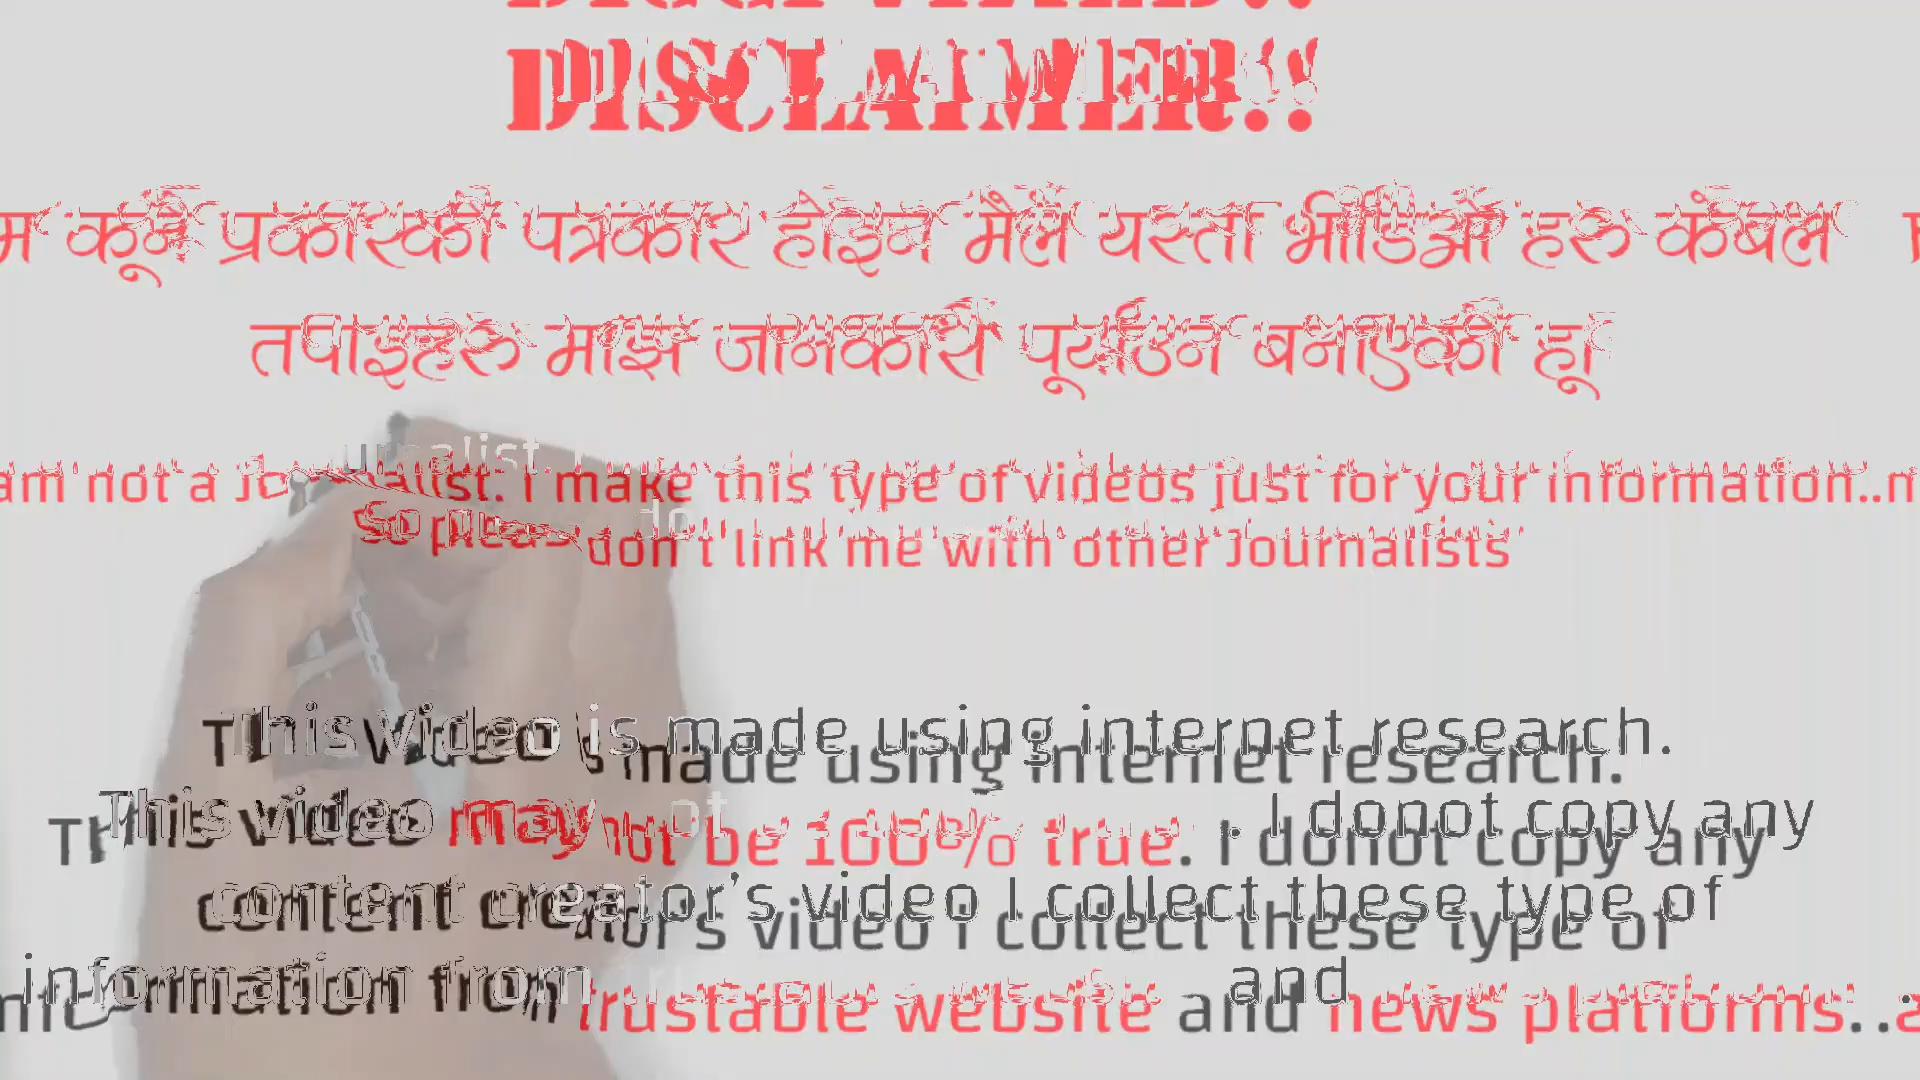 DISCLAIMER!!
म कूनै प्रकारको पत्रकार होइन मैले यस्ता भीडिओ हरु केबल
तपाइहरु माझ जानकारी पूर्याउन बनाएको हूँ
am not a Journalist. I make this type of videos just for your information..
So please don't link me with other Journalists
This Video is made using internet research.
This video may not be 100% true. I donot copy any
content creator's video I collect these type of
information from trustable website and news platforms..